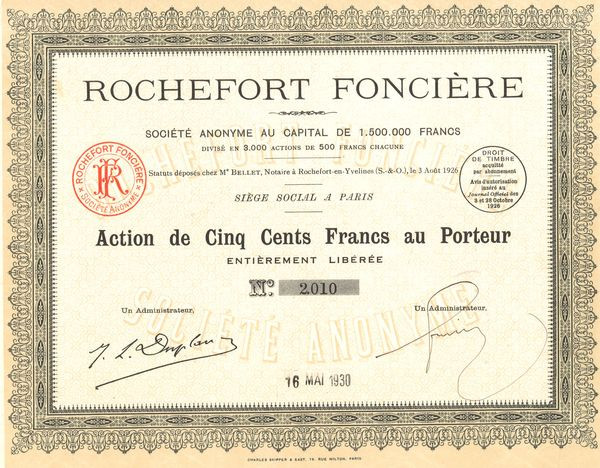 ROCHEFORT FONCIÈRE
SOCIÉTÉ ANONYME AU CAPITAL DE 1.500.000 FRANCS
DIVISÉ EN 3.000 ACTIONS DE 500 FRANCS CHACUNE
ROCHEFORT FONCIÈRE
RF
SOCIÉTÉ ANONYME
Statuts déposés chez Mᵉ BELLET, Notaire à Rochefort-en-Yvelines (S.-&-O.), le 3 Août 1926
DROIT
DE TIMBRE
acquitté
par abonnement
Avis d'autorisation
inséré au
Journal Officiel des
3 et 28 Octobre
1926
SIÈGE SOCIAL A PARIS
Action de Cinq Cents Francs au Porteur
ENTIÈREMENT LIBÉRÉE
Nº 2.010
ROCHEFORT FONCIÈRE
SOCIÉTÉ ANONYME
Un Administrateur,
Un Administrateur,
16 MAI 1930
CHARLES SKIPPER & EAST, 78, RUE MILTON, PARIS